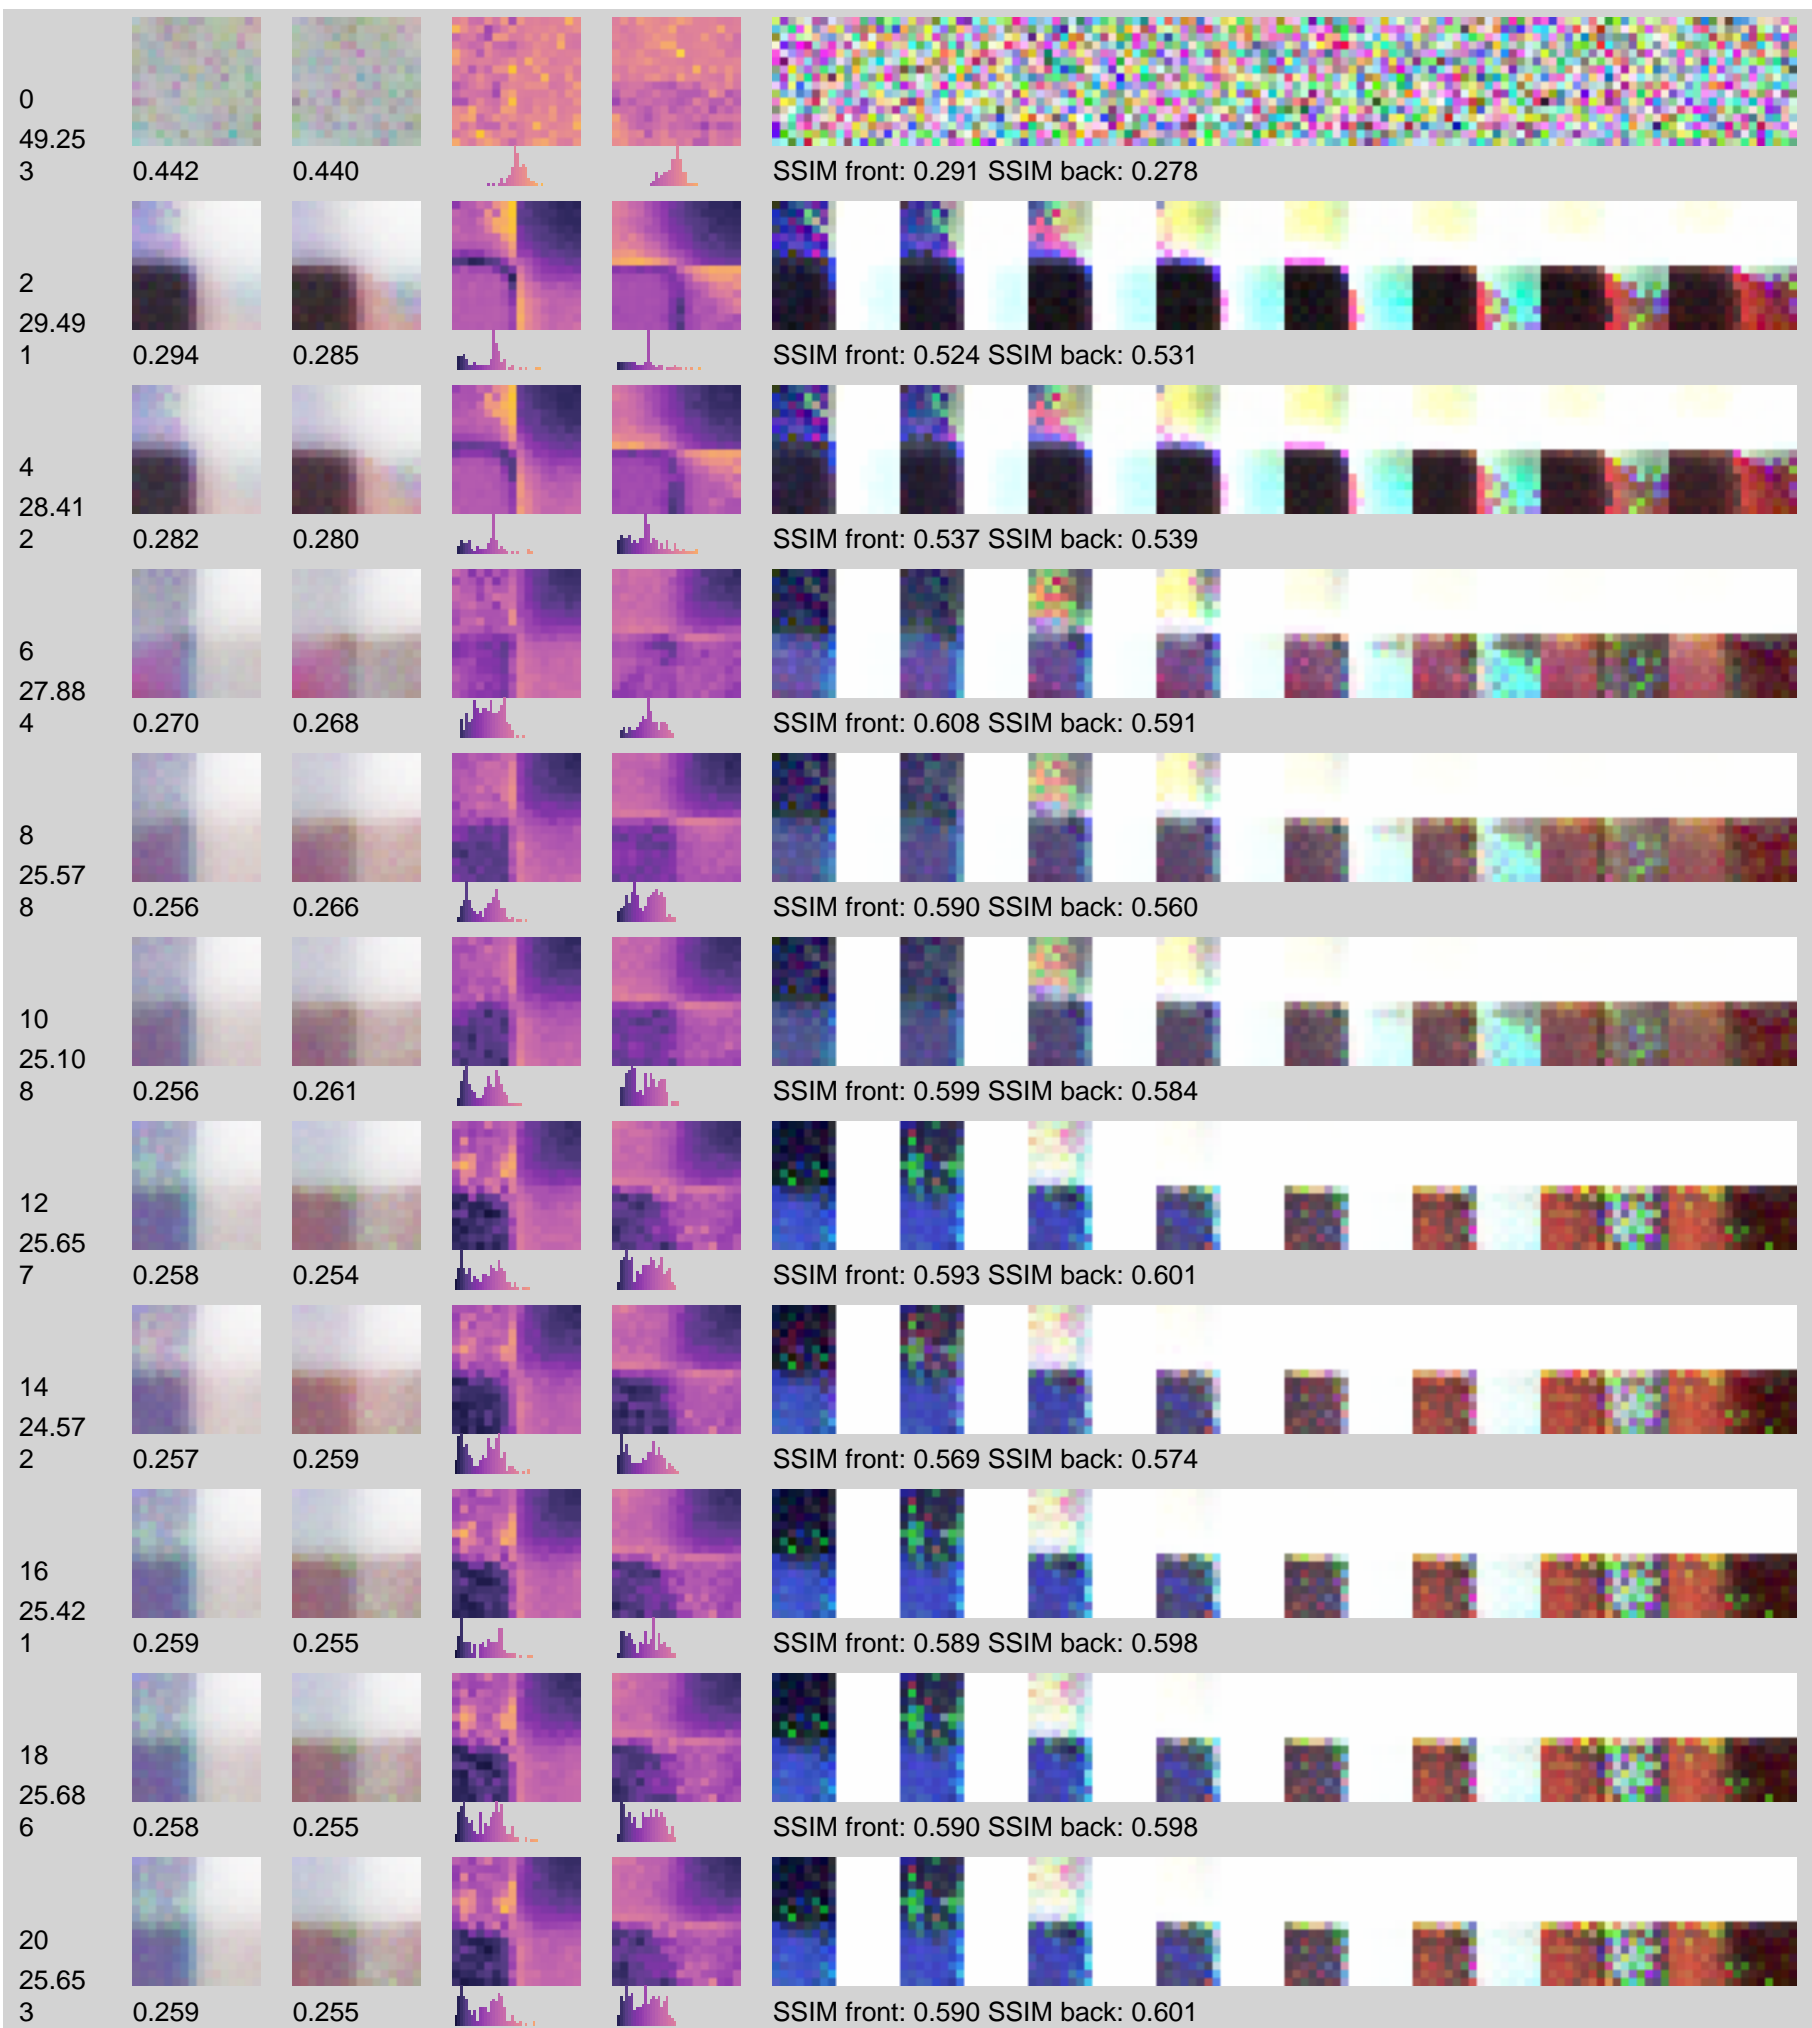 0
49.25
3 0.442 0.440 SSIM front: 0.291 SSIM back: 0.278
2
29.49
1 0.294 0.285 SSIM front: 0.524 SSIM back: 0.531
4
28.41
2 0.282 0.280 SSIM front: 0.537 SSIM back: 0.539
6
27.88
4 0.270 0.268 SSIM front: 0.608 SSIM back: 0.591
8
25.57
8 0.256 0.266 SSIM front: 0.590 SSIM back: 0.560
10
25.10
8 0.256 0.261 SSIM front: 0.599 SSIM back: 0.584
12
25.65
7 0.258 0.254 SSIM front: 0.593 SSIM back: 0.601
14
24.57
2 0.257 0.259 SSIM front: 0.569 SSIM back: 0.574
16
25.42
1 0.259 0.255 SSIM front: 0.589 SSIM back: 0.598
18
25.68
6 0.258 0.255 SSIM front: 0.590 SSIM back: 0.598
20
25.65
3 0.259 0.255 SSIM front: 0.590 SSIM back: 0.601